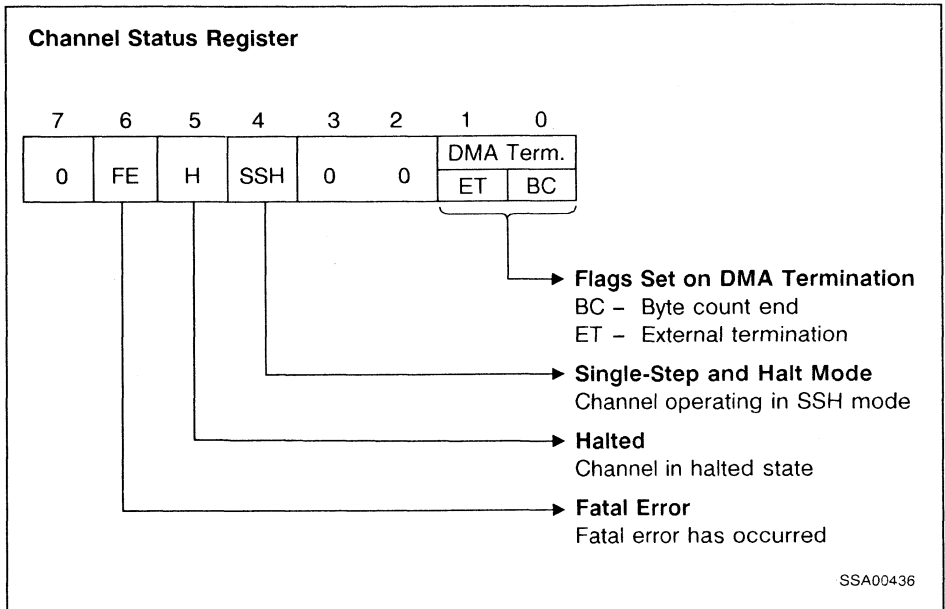 Channel Status Register
7 6 5 4 3 2 1 0
0 FE H SSH 0 0 DMA Term.
ET BC
Flags Set on DMA Termination
BC – Byte count end
ET – External termination
Single-Step and Halt Mode
Channel operating in SSH mode
Halted
Channel in halted state
Fatal Error
Fatal error has occurred
SSA00436